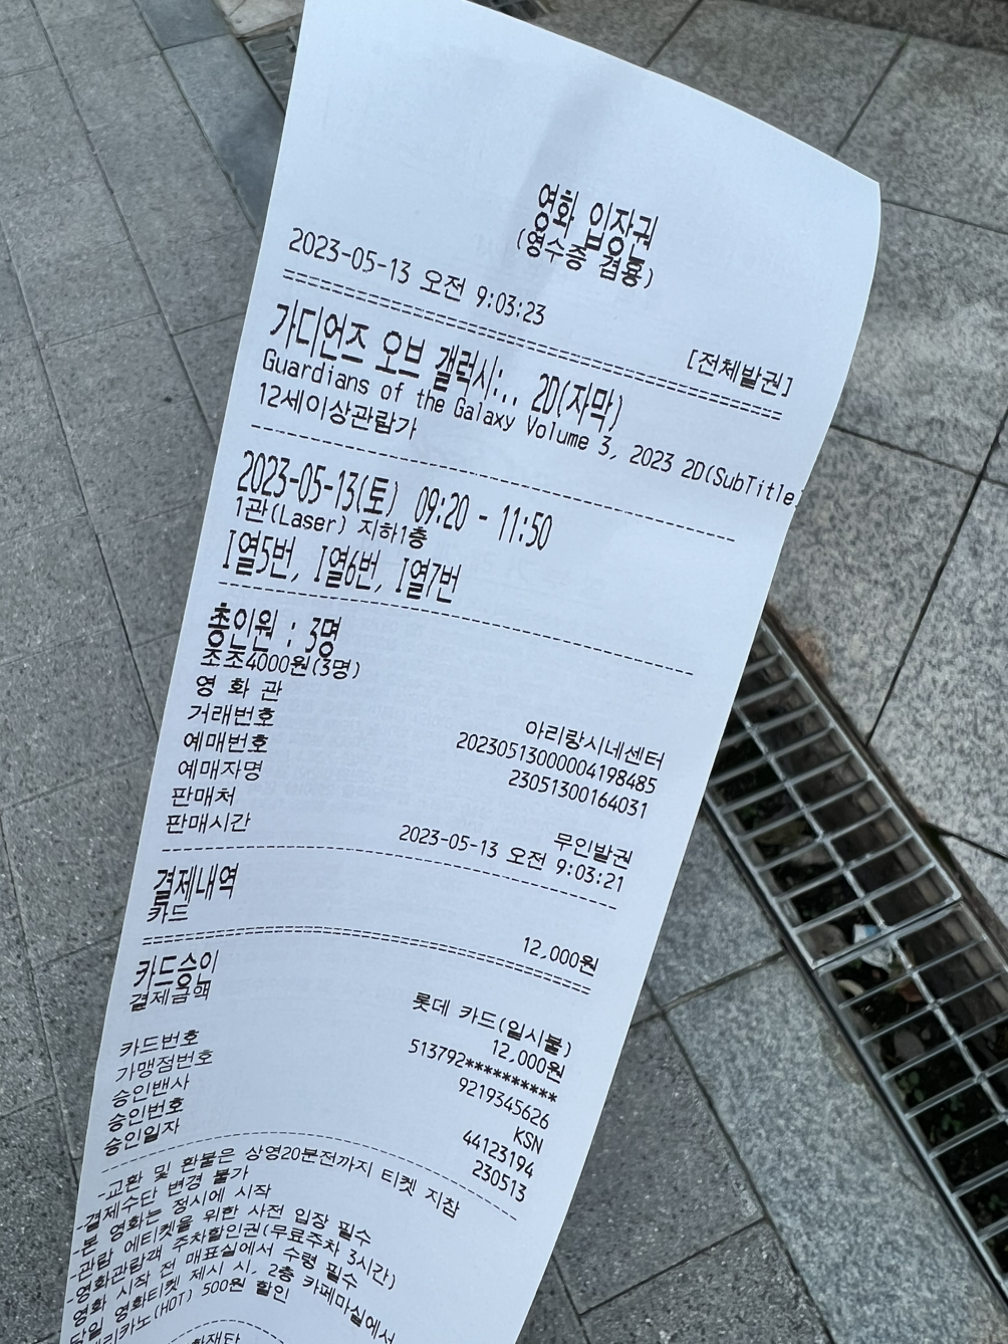 영화 입장권
(영수증 겸용)
2023-05-13 오전 9:03:23
[전체발권]
================================
가디언즈 오브 갤럭시:.. 2D(자막)
Guardians of the Galaxy Volume 3, 2023 2D(SubTitle
12세이상관람가
2023-05-13(토) 09:20 - 11:50
1관(Laser) 지하1층
I열5번, I열6번, I열7번
총인원 : 3명
조조4000원(3명)
영 화 관 아리랑시네센터
거래번호 20230513000004198485
예매번호 23051300164031
예매자명
판매처 무인발권
판매시간 2023-05-13 오전 9:03:21
결제내역
카드 12,000원
================================
카드승인 롯데 카드(일시불)
결제금액 12,000원
카드번호 513792**********
가맹점번호 9219345626
승인밴사 KSN
승인번호 44123194
승인일자 230513
-교환 및 환불은 상영20분전까지 티켓 지참
-결제수단 변경 불가
-본 영화는 정시에 시작
-관람 에티켓을 위한 사전 입장 필수
-영화관람객 주차할인권(무료주차 3시간)
영화 시작 전 매표실에서 수령 필수
당일 영화티켓 제시 시, 2층 카페마실에서
리카노(HOT) 500원 할인